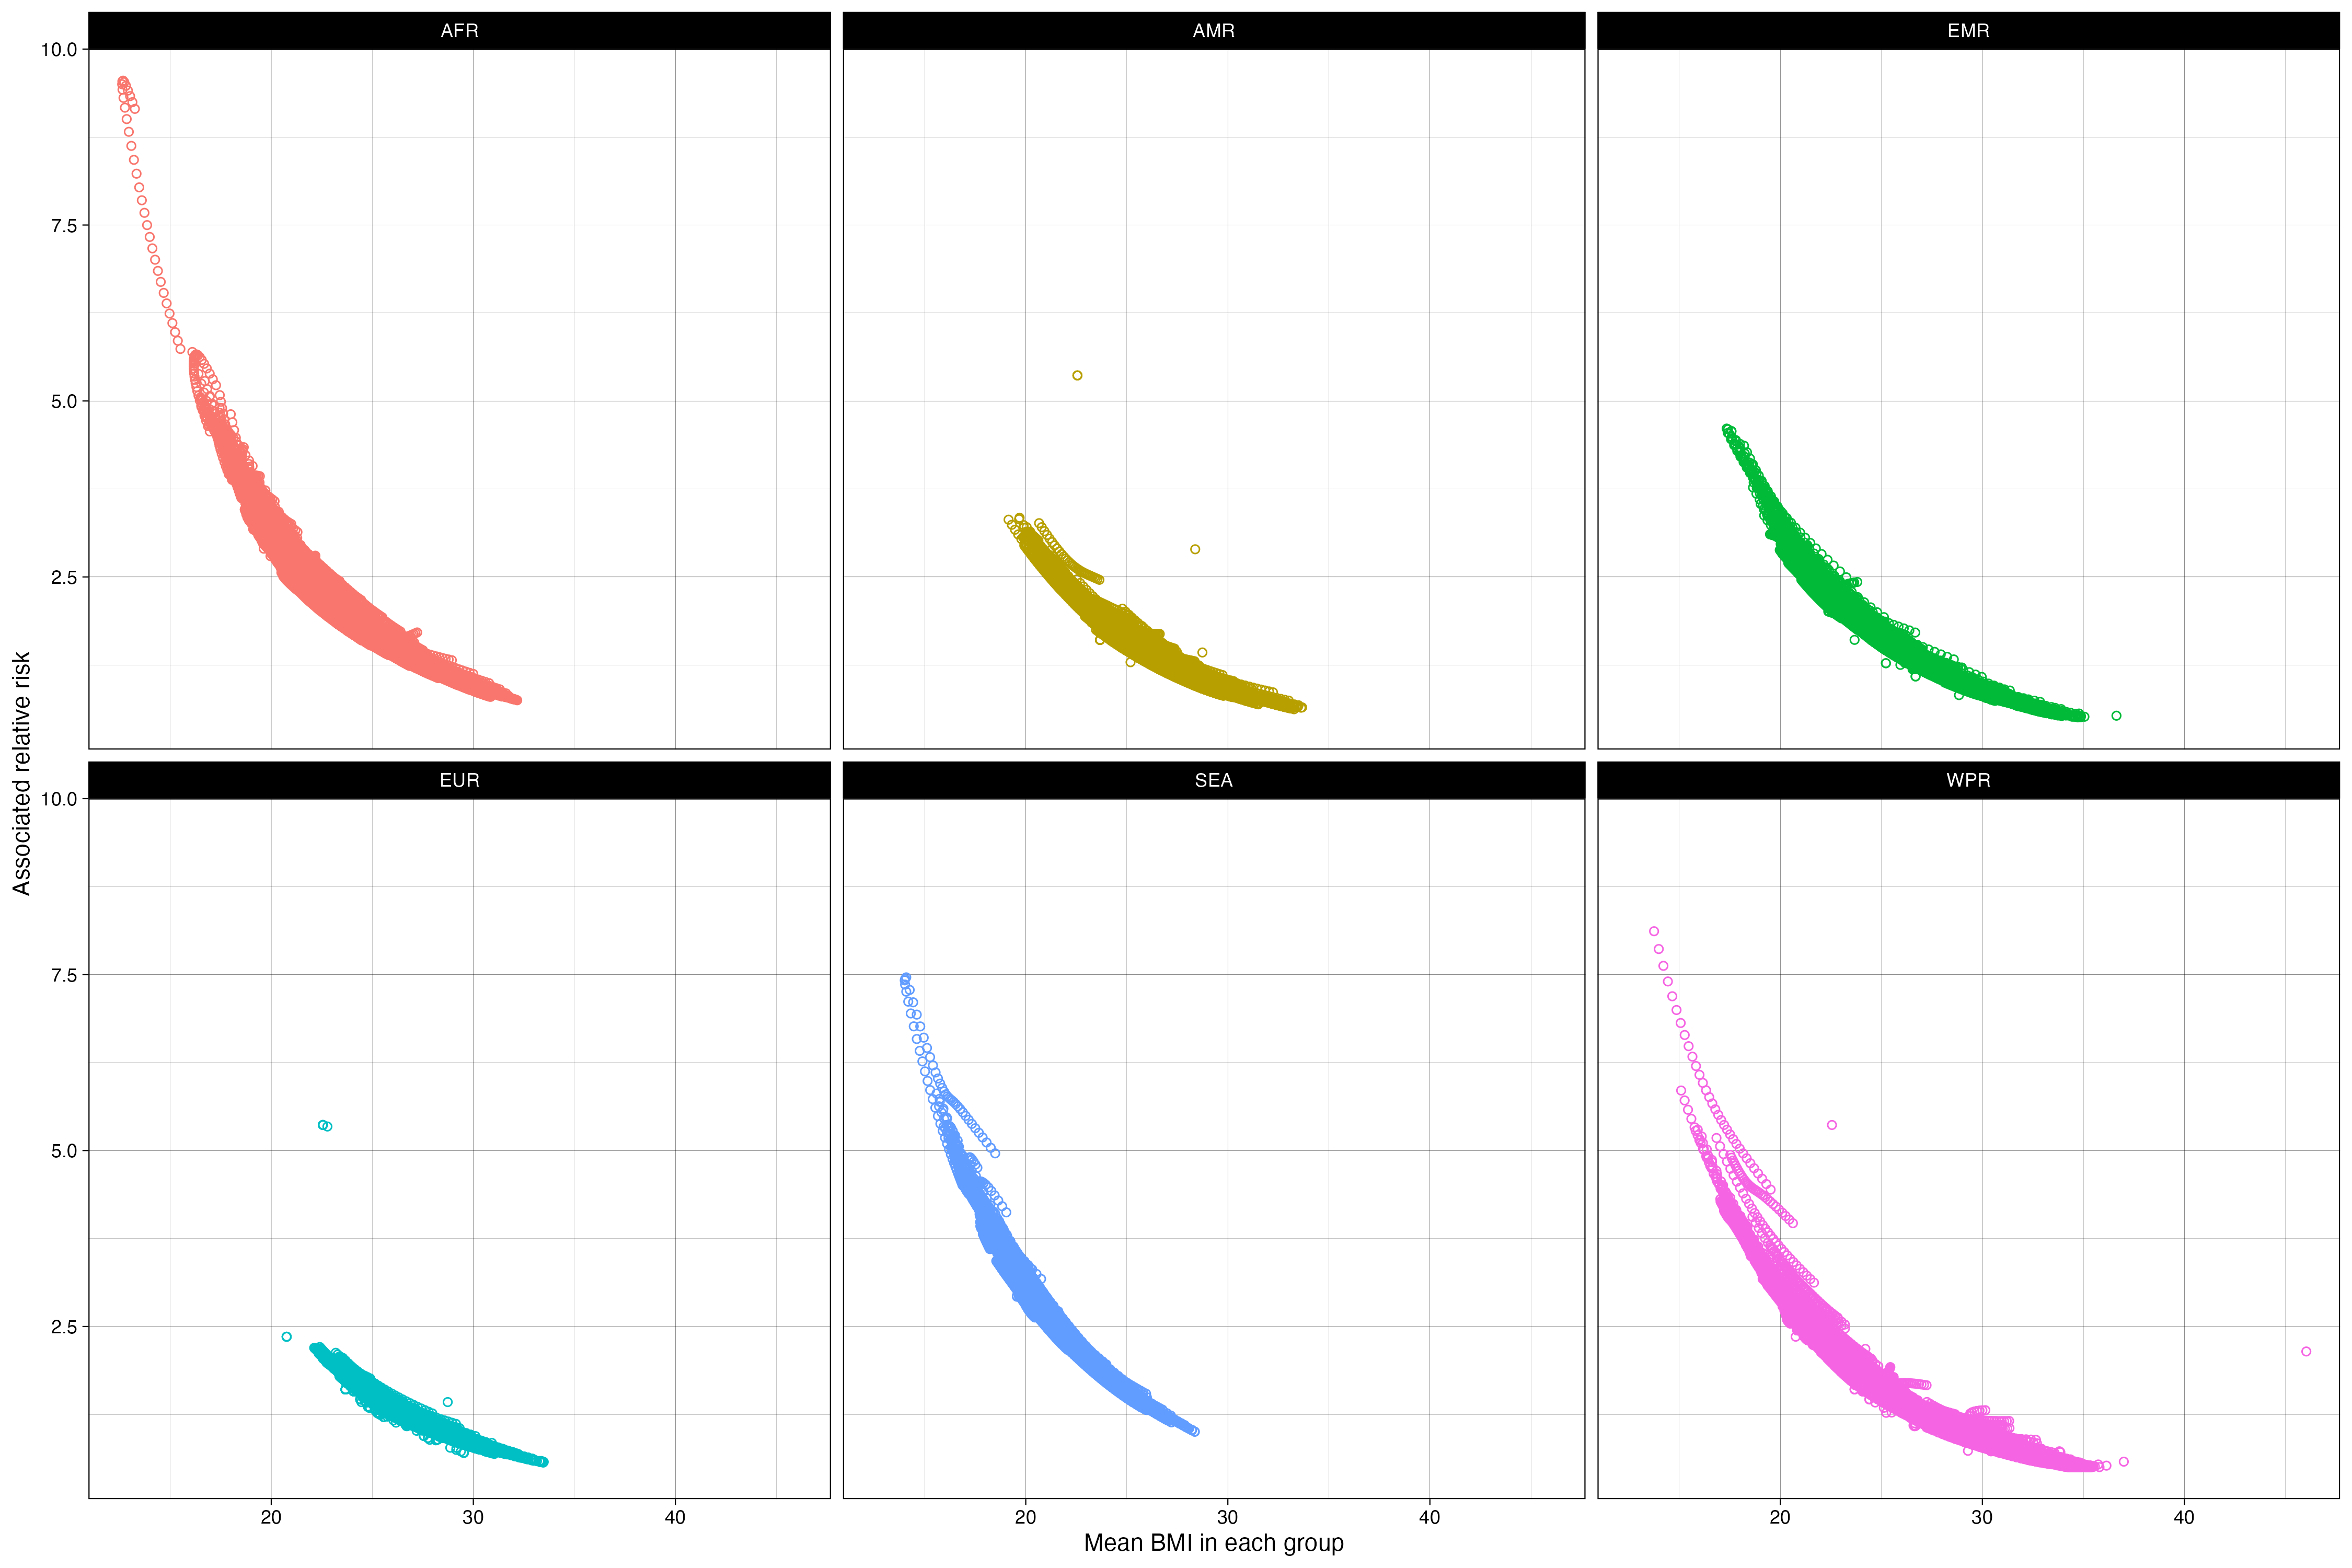 AFR
AMR
EMR
10.0
7.5
5.0
2.5
Associated relative risk
EUR
SEA
WPR
10.0
7.5
5.0
2.5
20 30 40 20 30 40 20 30 40
Mean BMI in each group